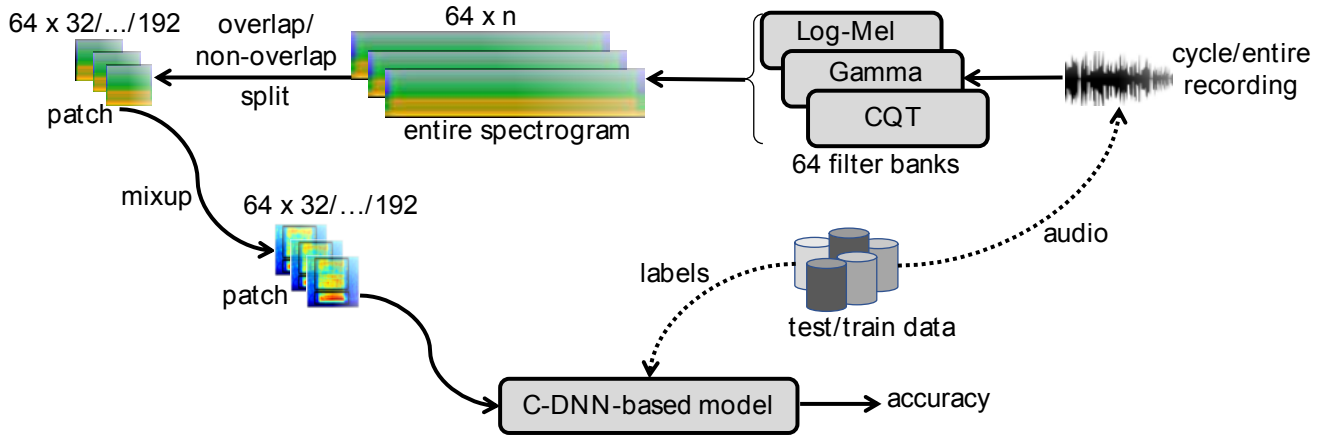 64 x 32/…/192
overlap/
non-overlap
split
patch
64 x n
entire spectrogram
Log-Mel
Gamma
CQT
64 filter banks
cycle/entire
recording
mixup
64 x 32/…/192
patch
labels
audio
test/train data
C-DNN-based model
accuracy